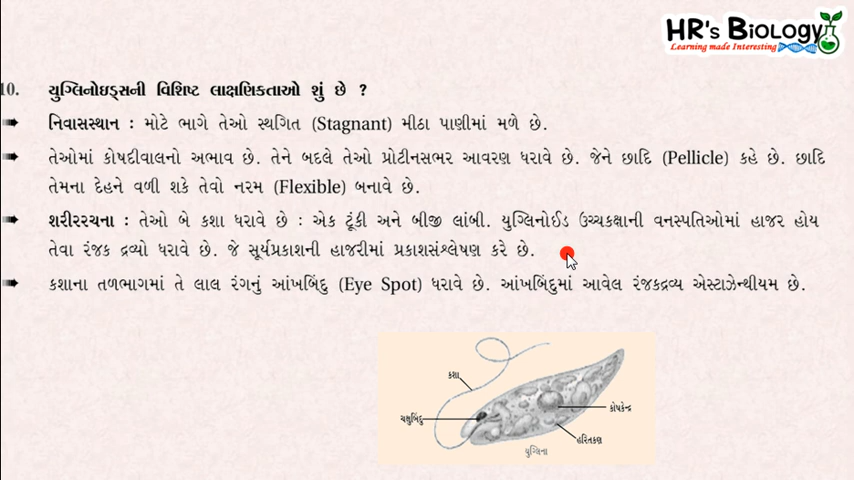 HR's Biology
Learning made Interesting
10. યુગ્લિનોઇડ્સની વિશિષ્ટ લાક્ષણિકતાઓ શું છે ?
➡ નિવાસસ્થાન : મોટે ભાગે તેઓ સ્થગિત (Stagnant) મીઠા પાણીમાં મળે છે.
➡ તેઓમાં કોષદીવાલનો અભાવ છે. તેને બદલે તેઓ પ્રોટીનસભર આવરણ ધરાવે છે. જેને છાદિ (Pellicle) કહે છે. છાદિ
તેમના દેહને વળી શકે તેવો નરમ (Flexible) બનાવે છે.
➡ શરીરરચના : તેઓ બે કશા ધરાવે છે : એક ટૂંકી અને બીજી લાંબી. યુગ્લિનોઈડ ઉચ્ચકક્ષાની વનસ્પતિઓમાં હાજર હોય
તેવા રંજક દ્રવ્યો ધરાવે છે. જે સૂર્યપ્રકાશની હાજરીમાં પ્રકાશસંશ્લેષણ કરે છે.
➡ કશાના તળભાગમાં તે લાલ રંગનું આંખબિંદુ (Eye Spot) ધરાવે છે. આંખબિંદુમાં આવેલ રંજકદ્રવ્ય એસ્ટાઝેન્થીયમ છે.
કશા
ચક્ષુબિંદુ
કોષકેન્દ્ર
હરિતકણ
યુગ્લિના